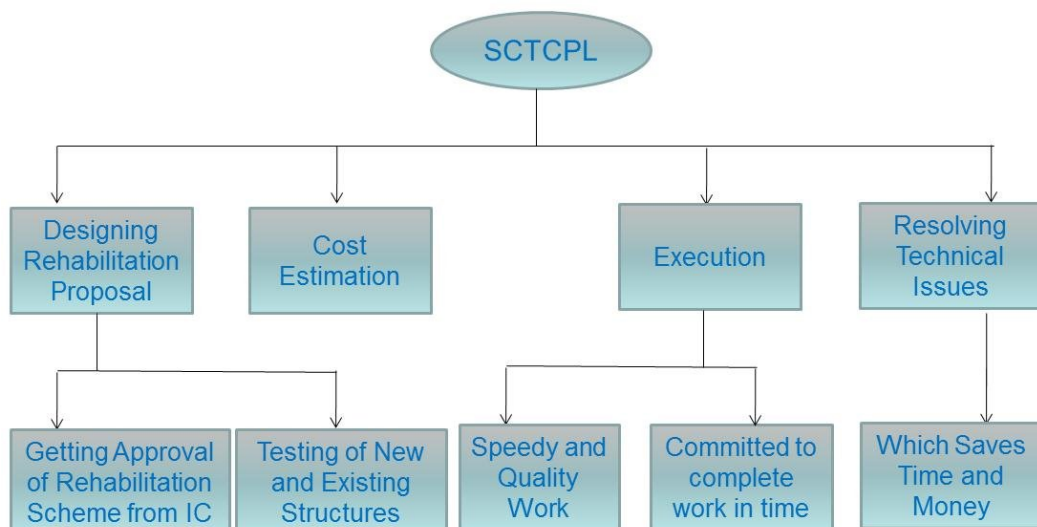 SCTCPL
Designing
Rehabilitation
Proposal
Cost
Estimation
Execution
Resolving
Technical
Issues
Getting Approval
of Rehabilitation
Scheme from IC
Testing of New
and Existing
Structures
Speedy and
Quality
Work
Committed to
complete
work in time
Which Saves
Time and
Money